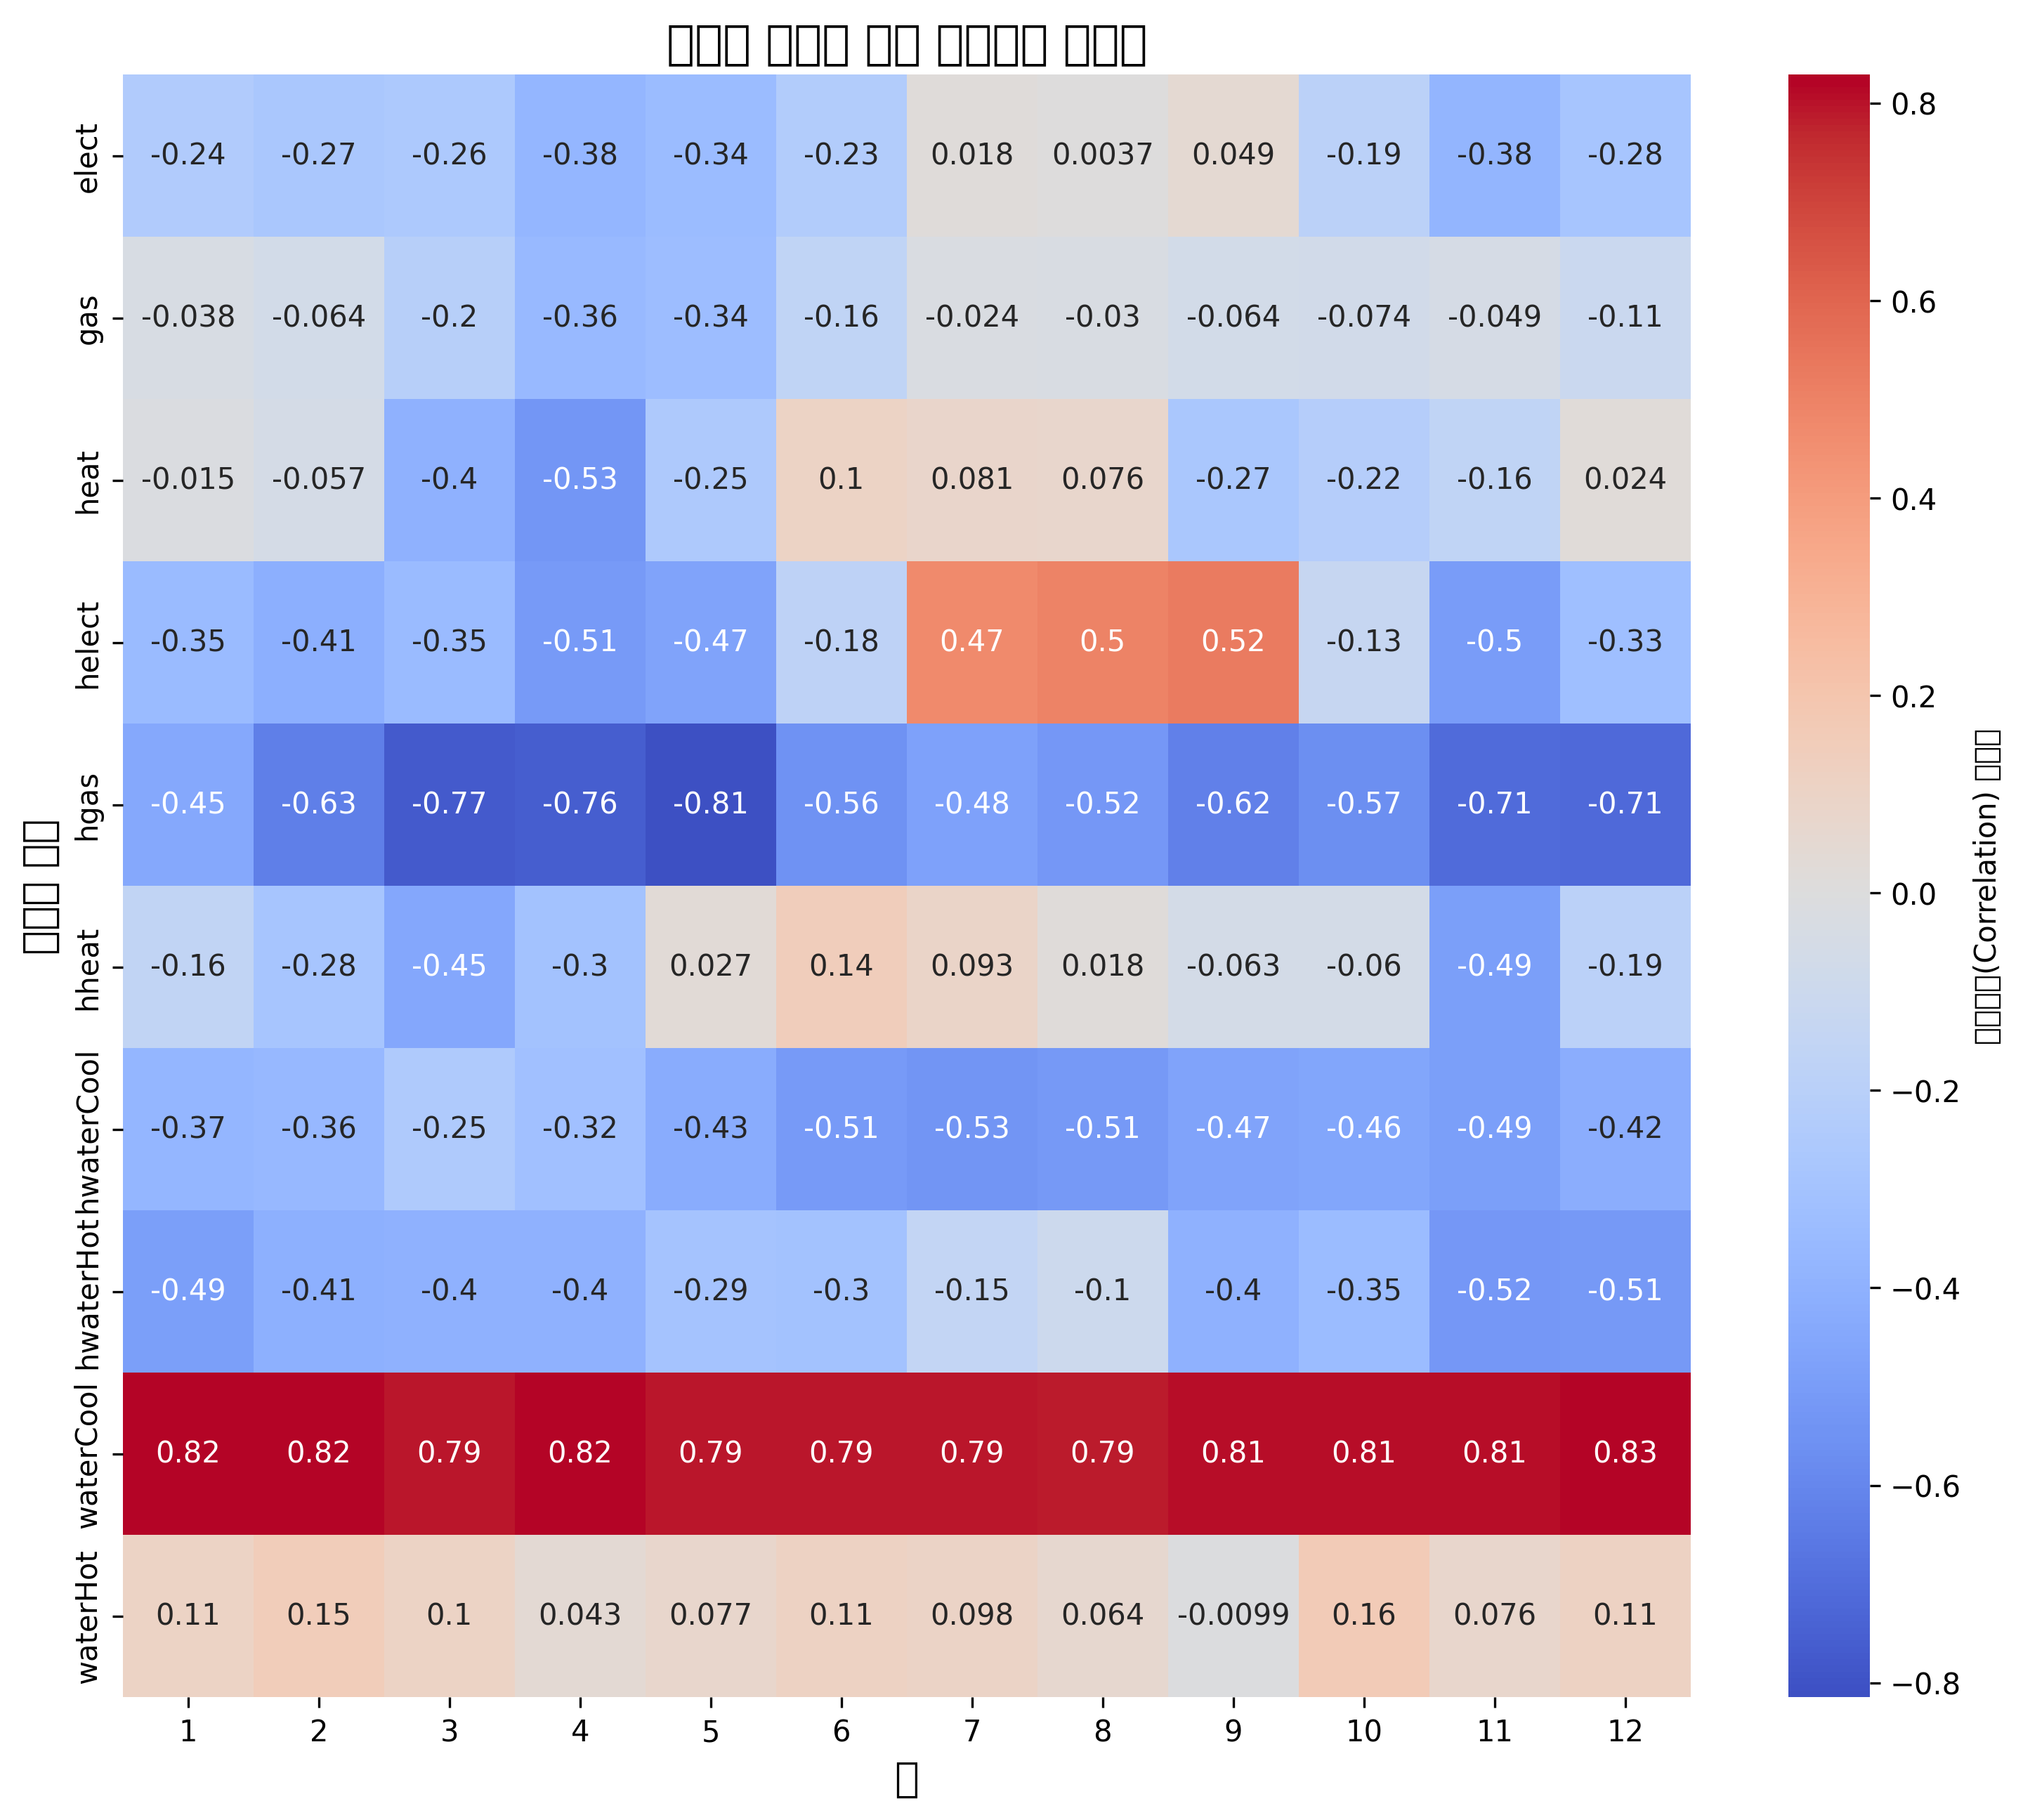 elect -0.24 -0.27 -0.26 -0.38 -0.34 -0.23 0.018 0.0037 0.049 -0.19 -0.38 -0.28
gas -0.038 -0.064 -0.2 -0.36 -0.34 -0.16 -0.024 -0.03 -0.064 -0.074 -0.049 -0.11
heat -0.015 -0.057 -0.4 -0.53 -0.25 0.1 0.081 0.076 -0.27 -0.22 -0.16 0.024
helect -0.35 -0.41 -0.35 -0.51 -0.47 -0.18 0.47 0.5 0.52 -0.13 -0.5 -0.33
hgas -0.45 -0.63 -0.77 -0.76 -0.81 -0.56 -0.48 -0.52 -0.62 -0.57 -0.71 -0.71
hheat -0.16 -0.28 -0.45 -0.3 0.027 0.14 0.093 0.018 -0.063 -0.06 -0.49 -0.19
hwaterCool -0.37 -0.36 -0.25 -0.32 -0.43 -0.51 -0.53 -0.51 -0.47 -0.46 -0.49 -0.42
hwaterHot -0.49 -0.41 -0.4 -0.4 -0.29 -0.3 -0.15 -0.1 -0.4 -0.35 -0.52 -0.51
waterCool 0.82 0.82 0.79 0.82 0.79 0.79 0.79 0.79 0.81 0.81 0.81 0.83
waterHot 0.11 0.15 0.1 0.043 0.077 0.11 0.098 0.064 -0.0099 0.16 0.076 0.11
1 2 3 4 5 6 7 8 9 10 11 12
0.8
0.6
0.4
0.2
0.0
−0.2
−0.4
−0.6
−0.8
(Correlation)